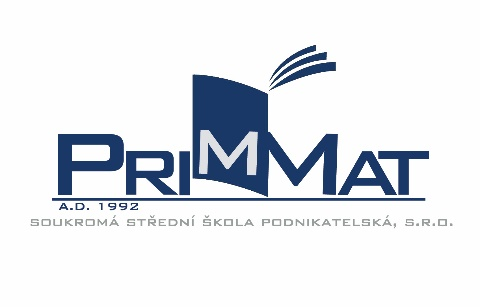 PRIMMAT
A.D. 1992
SOUKROMÁ STŘEDNÍ ŠKOLA PODNIKATELSKÁ, S.R.O.